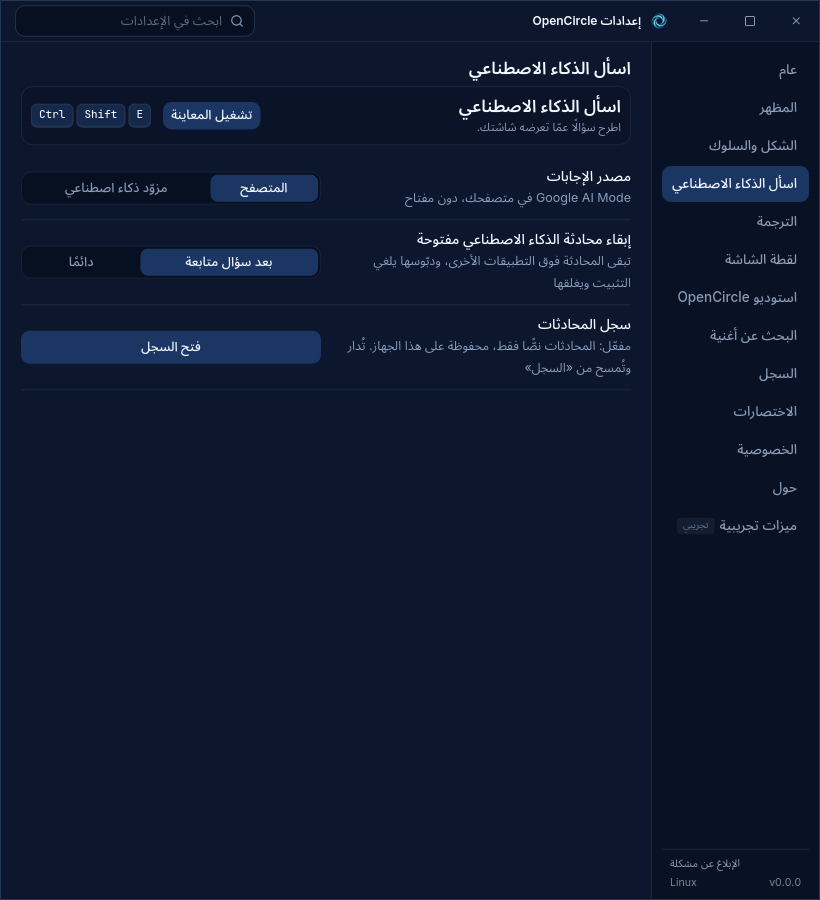 إعدادات OpenCircle
ابحث في الإعدادات
عام
المظهر
الشكل والسلوك
اسأل الذكاء الاصطناعي
الترجمة
لقطة الشاشة
استوديو OpenCircle
البحث عن أغنية
السجل
الاختصارات
الخصوصية
حول
ميزات تجريبية تجريبي
الإبلاغ عن مشكلة
v0.0.0 Linux
اسأل الذكاء الاصطناعي
اسأل الذكاء الاصطناعي
اطرح سؤالًا عمّا تعرضه شاشتك.
تشغيل المعاينة
Ctrl Shift E
مصدر الإجابات
Google AI Mode في متصفحك، دون مفتاح
المتصفح
مزوّد ذكاء اصطناعي
إبقاء محادثة الذكاء الاصطناعي مفتوحة
تبقى المحادثة فوق التطبيقات الأخرى، ودبّوسها يلغي
التثبيت ويغلقها
بعد سؤال متابعة
دائمًا
سجل المحادثات
مفعّل: المحادثات نصًّا فقط، محفوظة على هذا الجهاز. تُدار
وتُمسح من «السجل»
فتح السجل